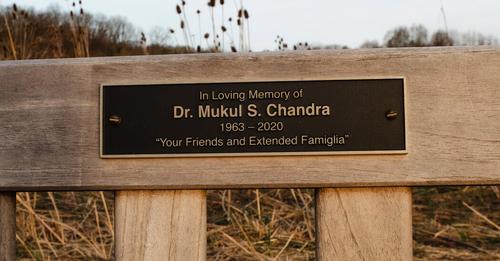 In Loving Memory of
Dr. Mukul S. Chandra
1963 – 2020
“Your Friends and Extended Famiglia”